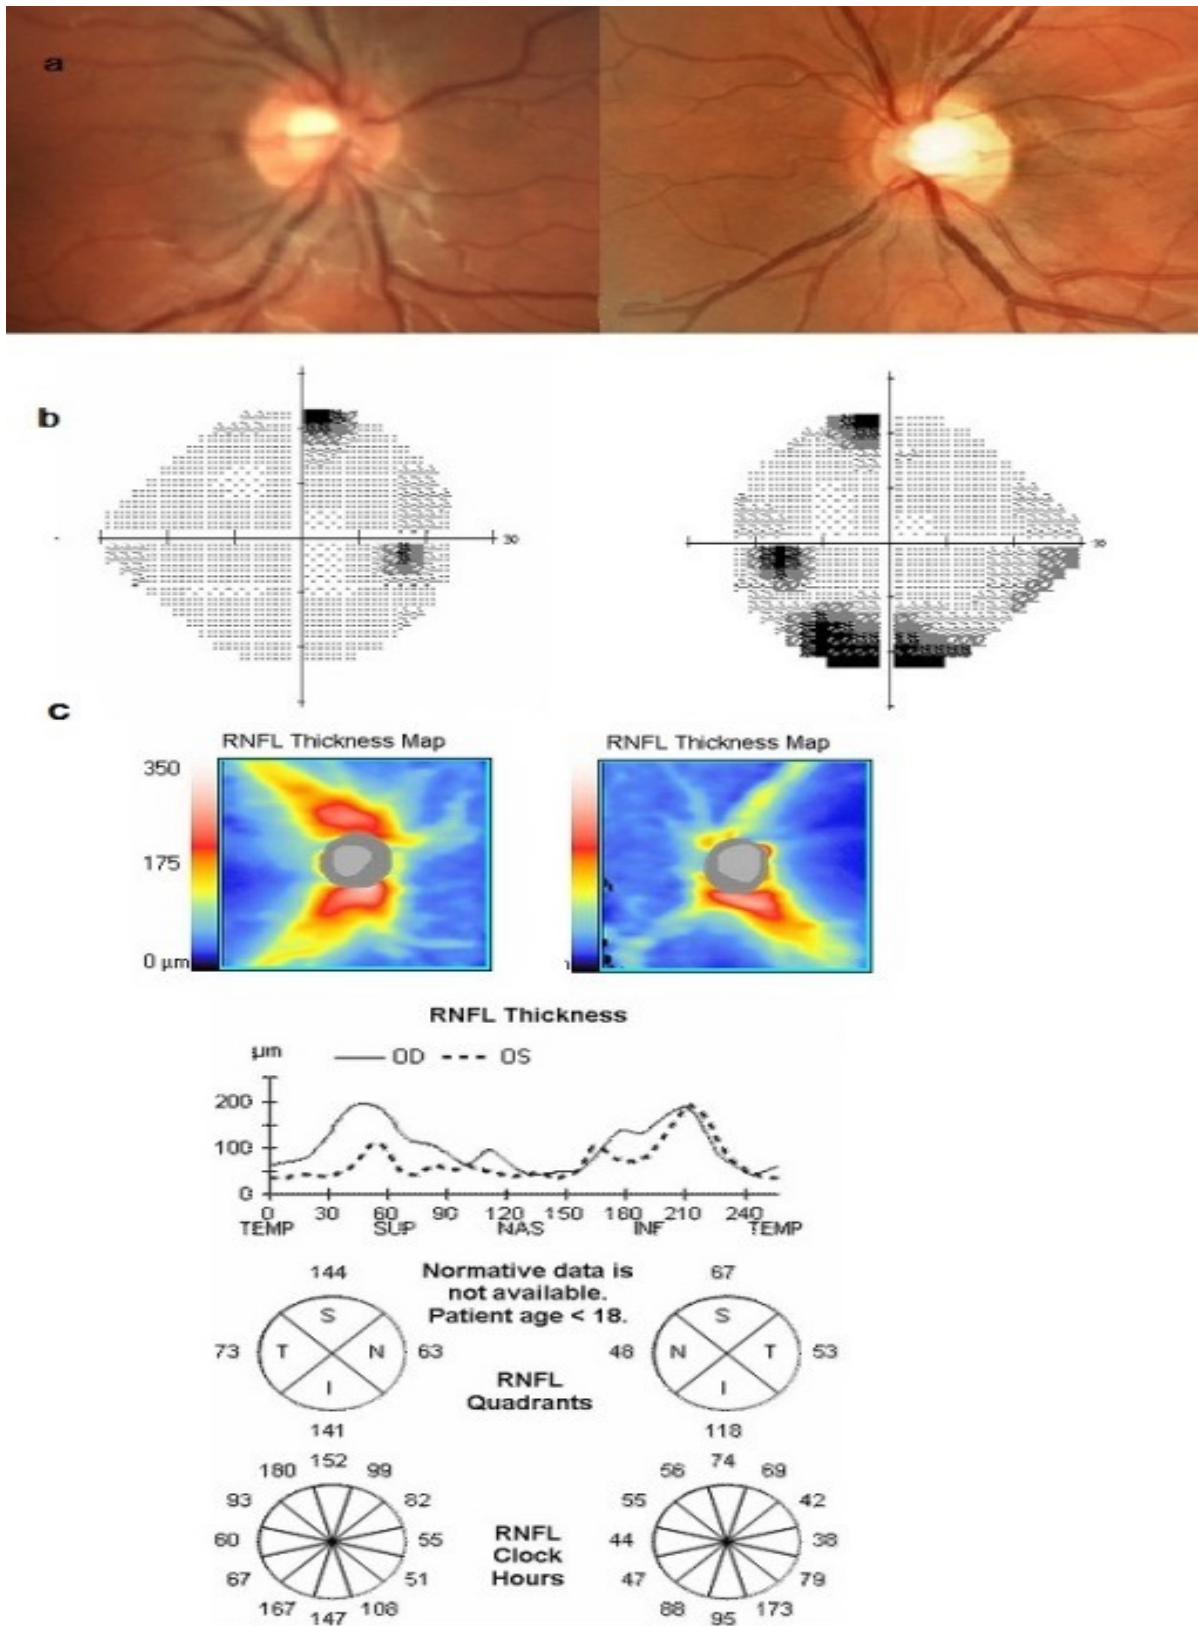 a
b
30
30
c
RNFL Thickness Map
RNFL Thickness Map
350
175
0 µm
RNFL Thickness
µm
OD
OS
200
100
0
0 30 60 90 120 150 180 210 240
TEMP SUP NAS INF TEMP
144
Normative data is
not available.
Patient age < 18.
67
S
S
73 T N 63
48 N T 53
I
I
RNFL
Quadrants
141
118
180 152 99
56 74 69
93 82
55 42
60 55
RNFL
Clock
Hours
44 38
67 51
47 79
167 147 108
88 95 173